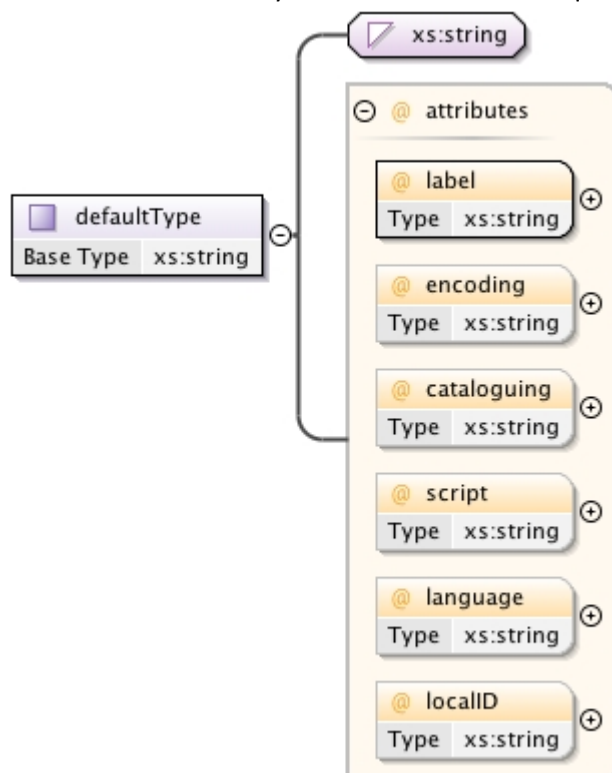 xs:string
@ attributes
@ label
Type xs:string
defaultType
Base Type xs:string
@ encoding
Type xs:string
@ cataloguing
Type xs:string
@ script
Type xs:string
@ language
Type xs:string
@ localID
Type xs:string